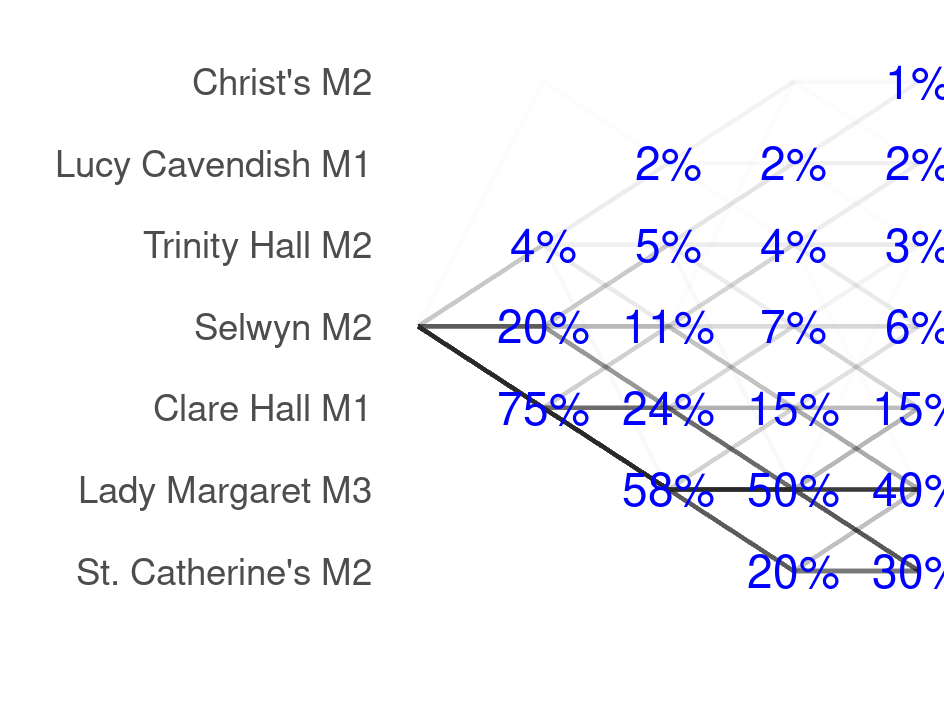 Christ's M2 1%
Lucy Cavendish M1 2% 2% 2%
Trinity Hall M2 4% 5% 4% 3%
Selwyn M2 20% 11% 7% 6%
Clare Hall M1 75% 24% 15% 15%
Lady Margaret M3 58% 50% 40%
St. Catherine's M2 20% 30%